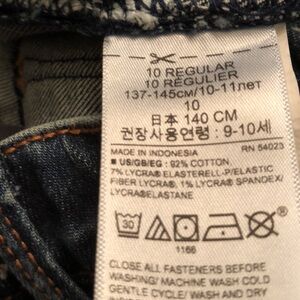 10 REGULAR
10 RÉGULIER
137-145CM/10-11лет
10
日本 140 CM
권장사용연령 : 9-10세
MADE IN INDONESIA RN 54023
■ US/GB/EG : 92% COTTON,
7% LYCRA® ELASTERELL-P/ELASTIC
FIBER LYCRA®, 1% LYCRA® SPANDEX/
LYCRA®ELASTANE
30
1166
CLOSE ALL FASTENERS BEFORE
WASHING/ MACHINE WASH COLD
GENTLE CYCLE/ WASH AND DRY